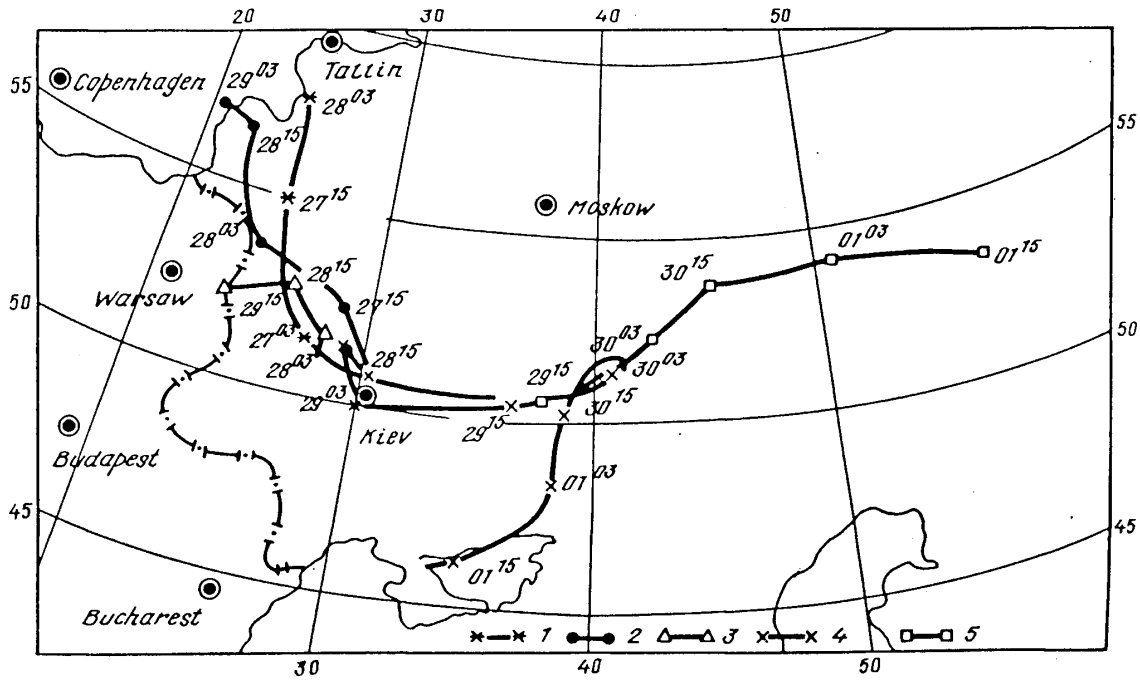 20 30 40 50
Copenhagen
29⁰³
Tallin
55
28⁰³
28¹⁵
55
27¹⁵
Moskow
28⁰³
01⁰³
01¹⁵
30¹⁵
28¹⁵
Warsaw
29¹⁵
27¹⁵
50
27⁰³
30⁰³
50
28⁰³
28¹⁵
29¹⁵
30⁰³
29⁰³
30¹⁵
29¹⁵
Kiev
Budapest
01⁰³
45
45
01¹⁵
Bucharest
1 2 3 4 5
30 40 50